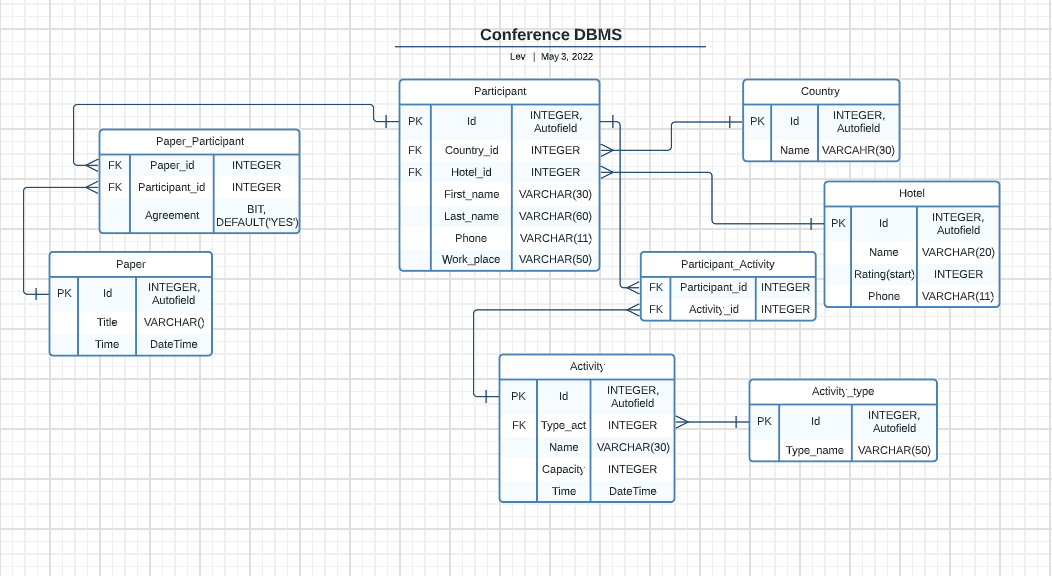 Conference DBMS
Lev | May 3, 2022
Participant
PK Id INTEGER, Autofield
FK Country_id INTEGER
FK Hotel_id INTEGER
First_name VARCHAR(30)
Last_name VARCHAR(60)
Phone VARCHAR(11)
Work_place VARCHAR(50)
Country
PK Id INTEGER, Autofield
Name VARCAHR(30)
Paper_Participant
FK Paper_id INTEGER
FK Participant_id INTEGER
Agreement BIT, DEFAULT('YES')
Hotel
PK Id INTEGER, Autofield
Name VARCHAR(20)
Rating(start) INTEGER
Phone VARCHAR(11)
Paper
PK Id INTEGER, Autofield
Title VARCHAR()
Time DateTime
Participant_Activity
FK Participant_id INTEGER
FK Activity_id INTEGER
Activity
PK Id INTEGER, Autofield
FK Type_act INTEGER
Name VARCHAR(30)
Capacity INTEGER
Time DateTime
Activity_type
PK Id INTEGER, Autofield
Type_name VARCHAR(50)